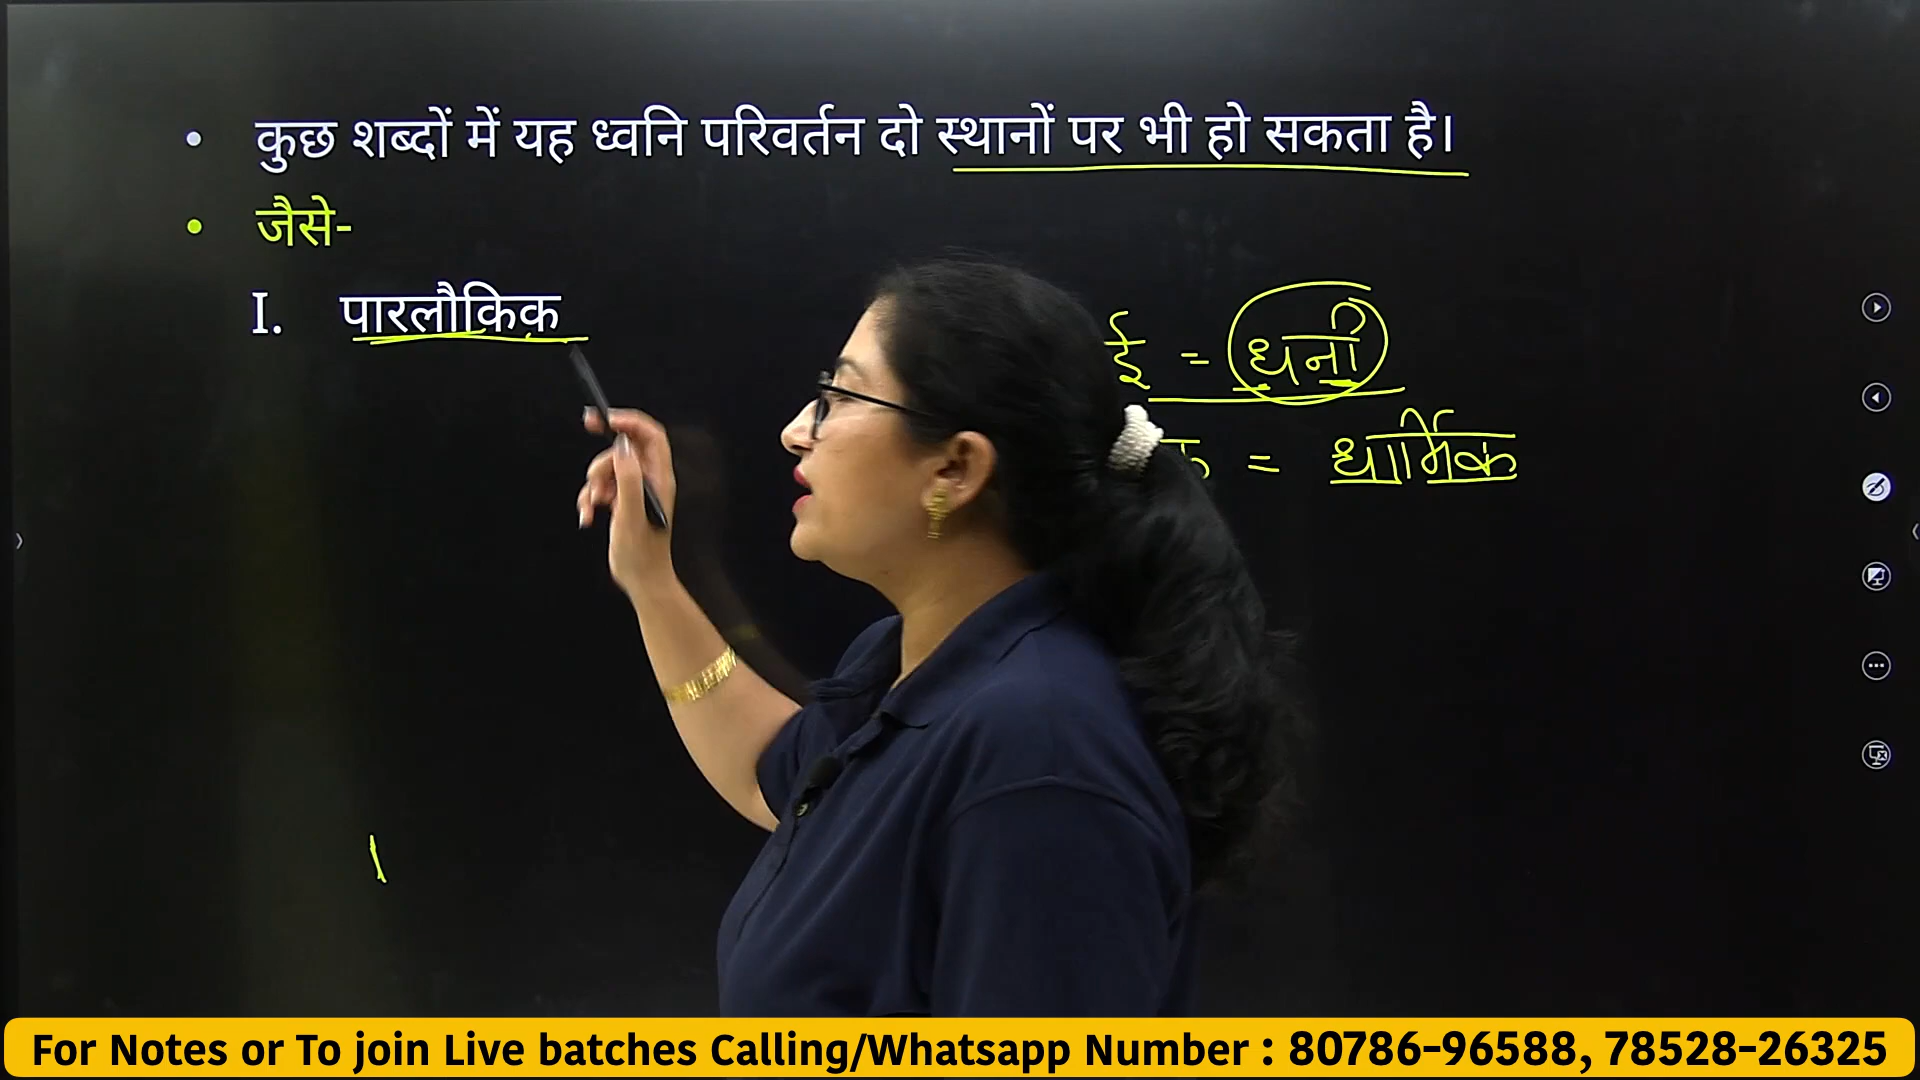 • कुछ शब्दों में यह ध्वनि परिवर्तन दो स्थानों पर भी हो सकता है।
• जैसे-
I. पारलौकिक
ई = धनी
= धार्मिक
For Notes or To join Live batches Calling/Whatsapp Number : 80786-96588, 78528-26325